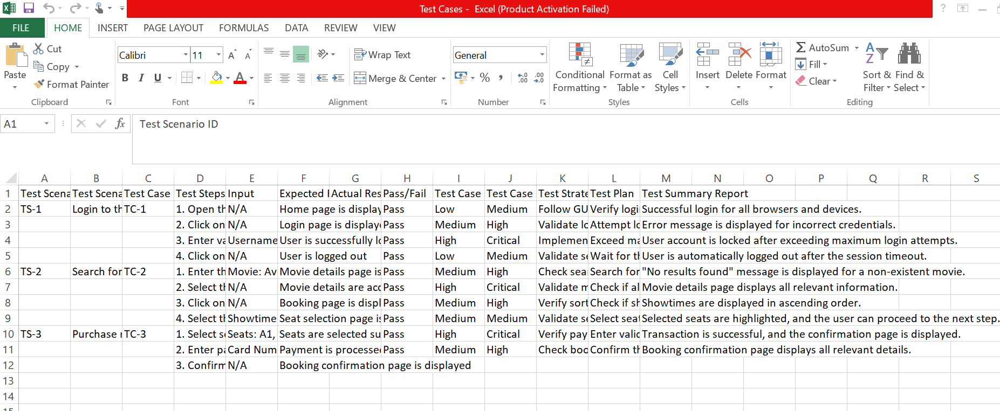 Test Cases - Excel (Product Activation Failed)
?
FILE HOME INSERT PAGE LAYOUT FORMULAS DATA REVIEW VIEW
Paste
Cut
Copy
Format Painter
Clipboard
Calibri 11 A A
B I U A
Font
Wrap Text
Merge & Center
Alignment
General
% , .0 .00 .00 .0
Number
Conditional Formatting
Format as Table
Cell Styles
Styles
Insert Delete Format
Cells
AutoSum
Fill
Clear
Sort & Filter
Find & Select
Editing
A1 fx Test Scenario ID
A B C D E F G H I J K L M N O P Q R S
1 Test Scena Test Scena Test Case Test Steps Input Expected Actual Res Pass/Fail Test Case Test Case Test Strate Test Plan Test Summary Report
2 TS-1 Login to th TC-1 1. Open th N/A Home page is display Pass Low Medium Follow GU Verify logi Successful login for all browsers and devices.
3 2. Click on N/A Login page is display Pass Medium High Validate lo Attempt lo Error message is displayed for incorrect credentials.
4 3. Enter va Username User is successfully lo Pass High Critical Implemen Exceed ma User account is locked after exceeding maximum login attempts.
5 4. Click on N/A User is logged out Pass Low Medium Validate se Wait for th User is automatically logged out after the session timeout.
6 TS-2 Search for TC-2 1. Enter th Movie: Av Movie details page is Pass Medium High Check sea Search for "No results found" message is displayed for a non-existent movie.
7 2. Select th N/A Movie details are acc Pass High Critical Validate m Check if al Movie details page displays all relevant information.
8 3. Click on N/A Booking page is displ Pass Medium High Verify sort Check if sh Showtimes are displayed in ascending order.
9 4. Select th Showtime Seat selection page is Pass Medium Medium Validate se Select seat Selected seats are highlighted, and the user can proceed to the next step.
10 TS-3 Purchase TC-3 1. Select se Seats: A1, Seats are selected su Pass High Critical Verify pay Enter valid Transaction is successful, and the confirmation page is displayed.
11 2. Enter pa Card Num Payment is processed Pass Medium High Check boo Confirm th Booking confirmation page displays all relevant details.
12 3. Confirm N/A Booking confirmation page is displayed
13
14